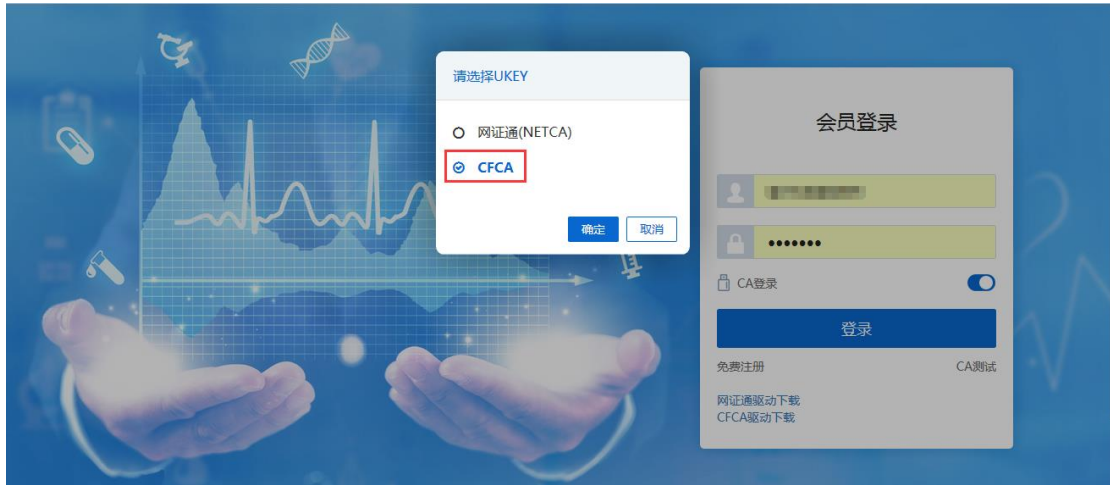 请选择UKEY
网证通(NETCA)
CFCA
确定 取消
会员登录
•••••••
CA登录
登录
免费注册 CA测试
网证通驱动下载
CFCA驱动下载